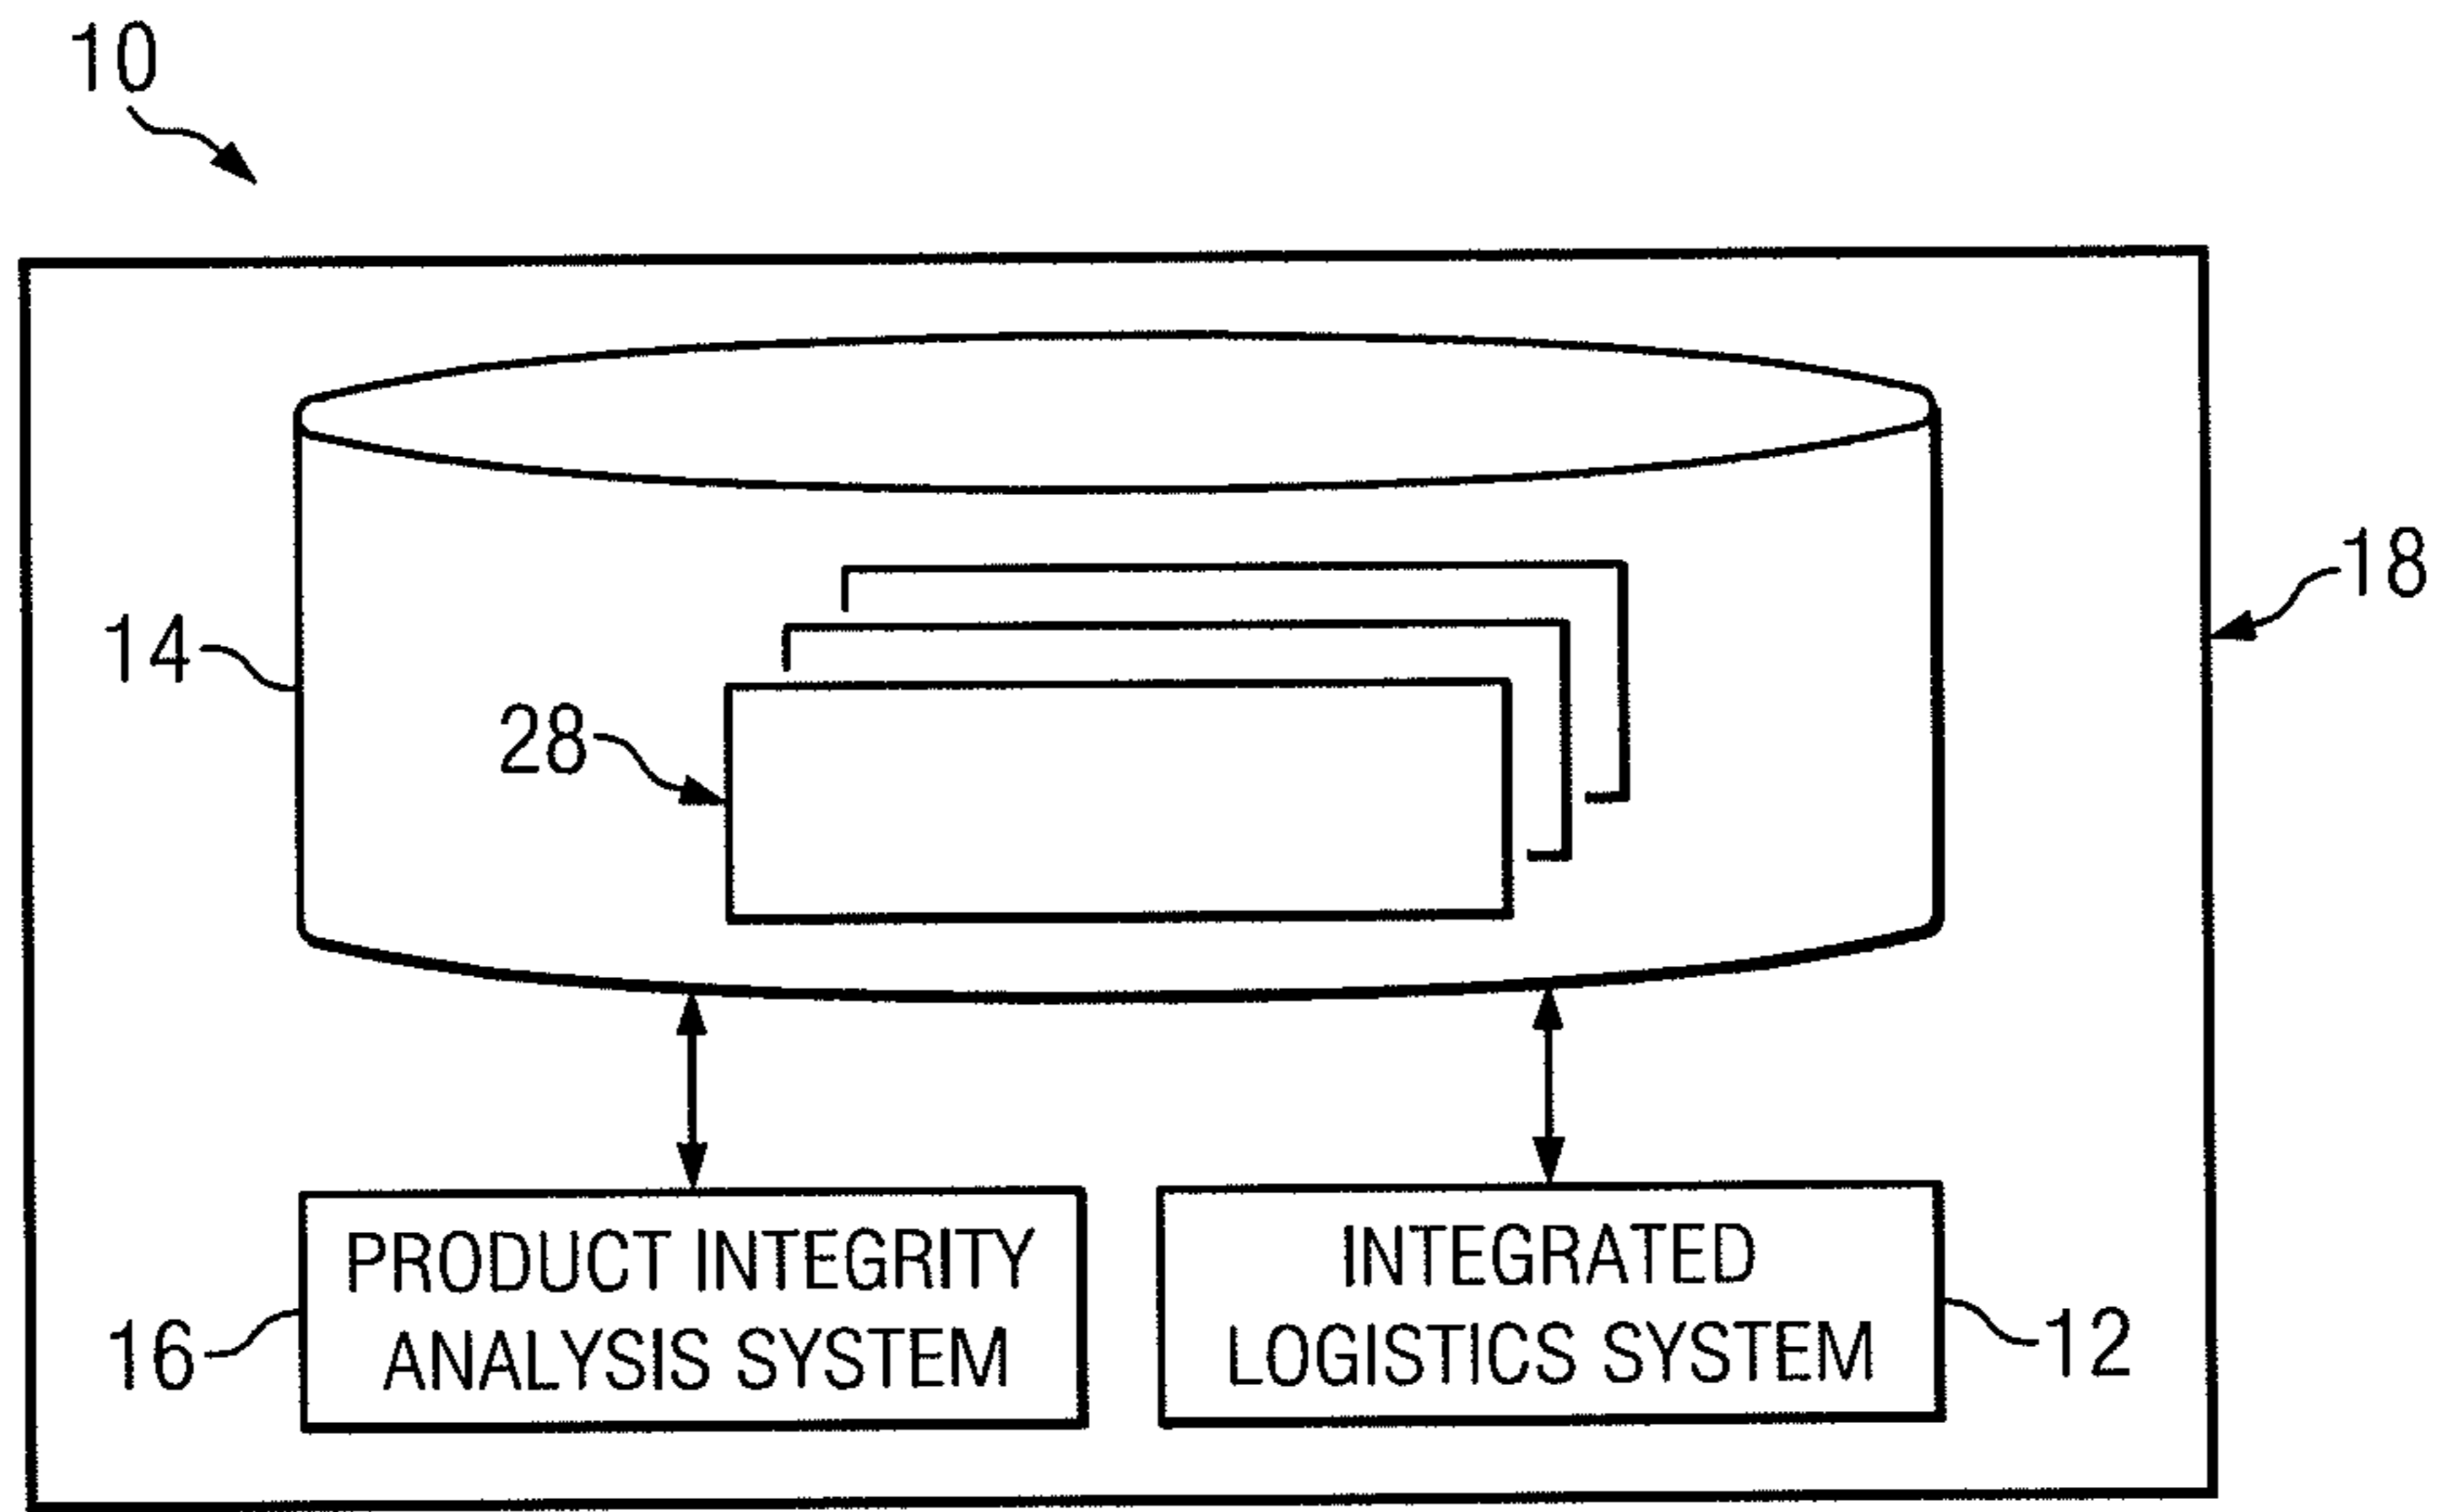 10
18
14
28
PRODUCT INTEGRITY
ANALYSIS SYSTEM
16
INTEGRATED
LOGISTICS SYSTEM
12